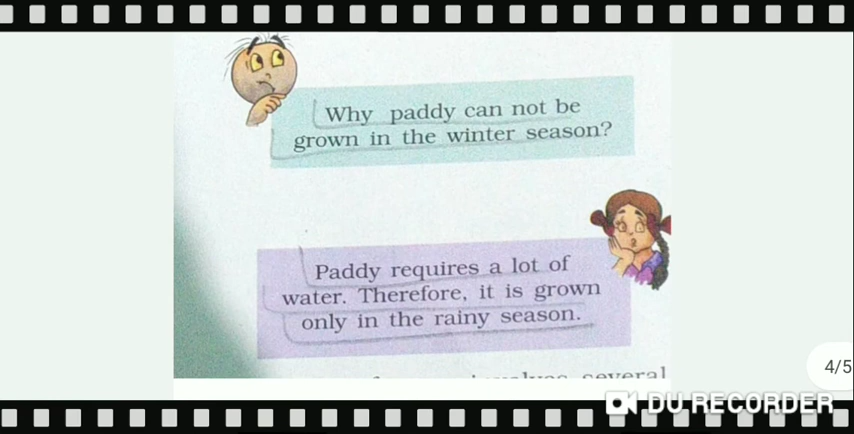 Why paddy can not be
grown in the winter season?
Paddy requires a lot of
water. Therefore, it is grown
only in the rainy season.
several
4/5
DU RECORDER